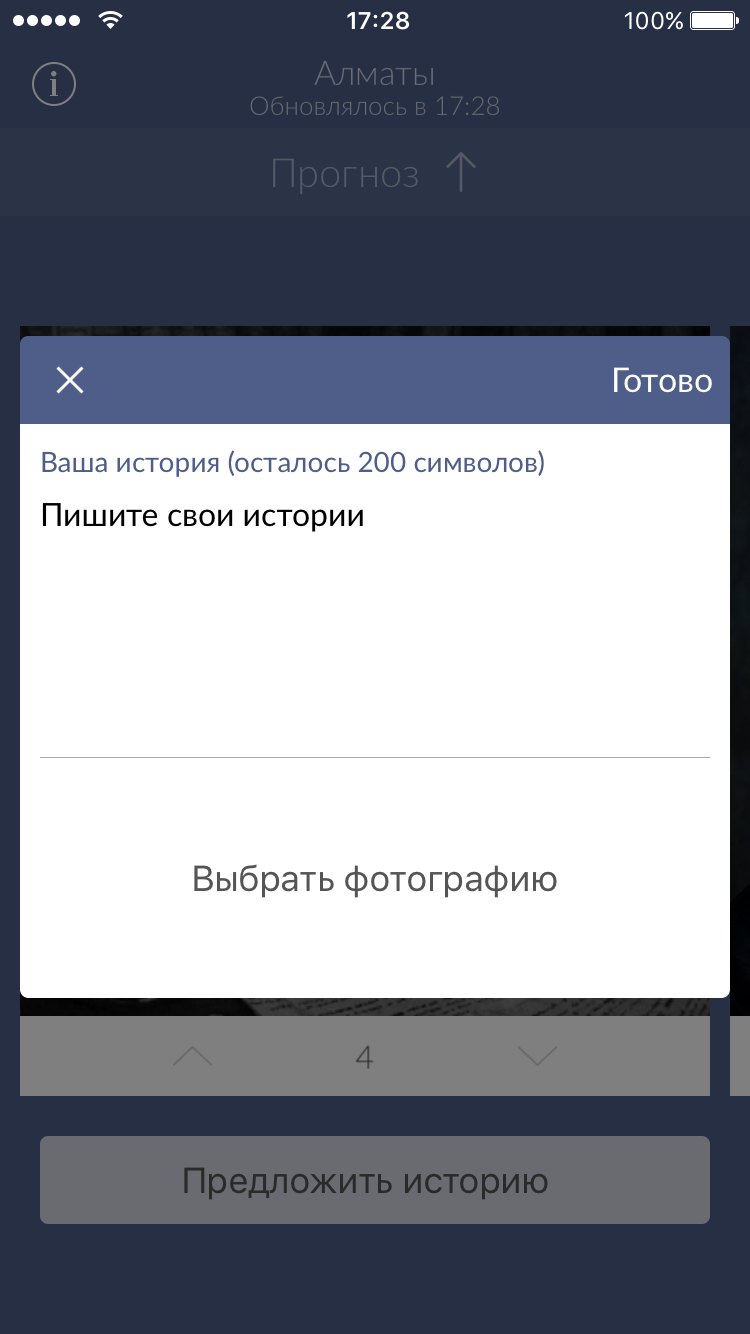 17:28
100%
Алматы
Обновлялось в 17:28
Прогноз
Готово
Ваша история (осталось 200 символов)
Пишите свои истории
Выбрать фотографию
4
Предложить историю